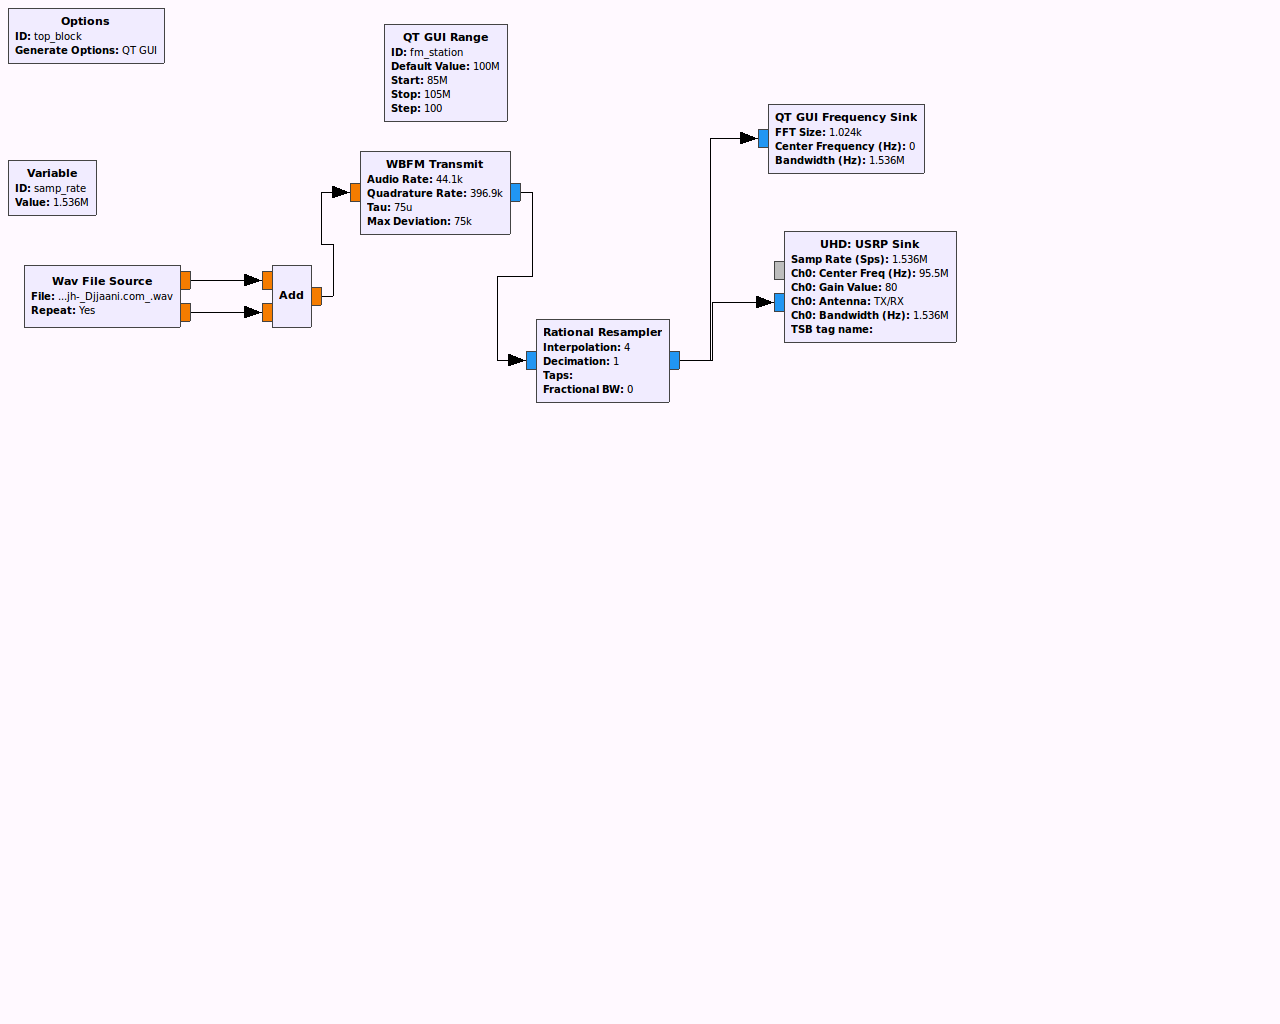 Options
ID: top_block
Generate Options: QT GUI
QT GUI Range
ID: fm_station
Default Value: 100M
Start: 85M
Stop: 105M
Step: 100
QT GUI Frequency Sink
FFT Size: 1.024k
Center Frequency (Hz): 0
Bandwidth (Hz): 1.536M
Variable
ID: samp_rate
Value: 1.536M
WBFM Transmit
Audio Rate: 44.1k
Quadrature Rate: 396.9k
Tau: 75u
Max Deviation: 75k
UHD: USRP Sink
Samp Rate (Sps): 1.536M
Ch0: Center Freq (Hz): 95.5M
Ch0: Gain Value: 80
Ch0: Antenna: TX/RX
Ch0: Bandwidth (Hz): 1.536M
TSB tag name:
Wav File Source
File: ...jh-_Djjaani.com_.wav
Repeat: Yes
Add
Rational Resampler
Interpolation: 4
Decimation: 1
Taps:
Fractional BW: 0